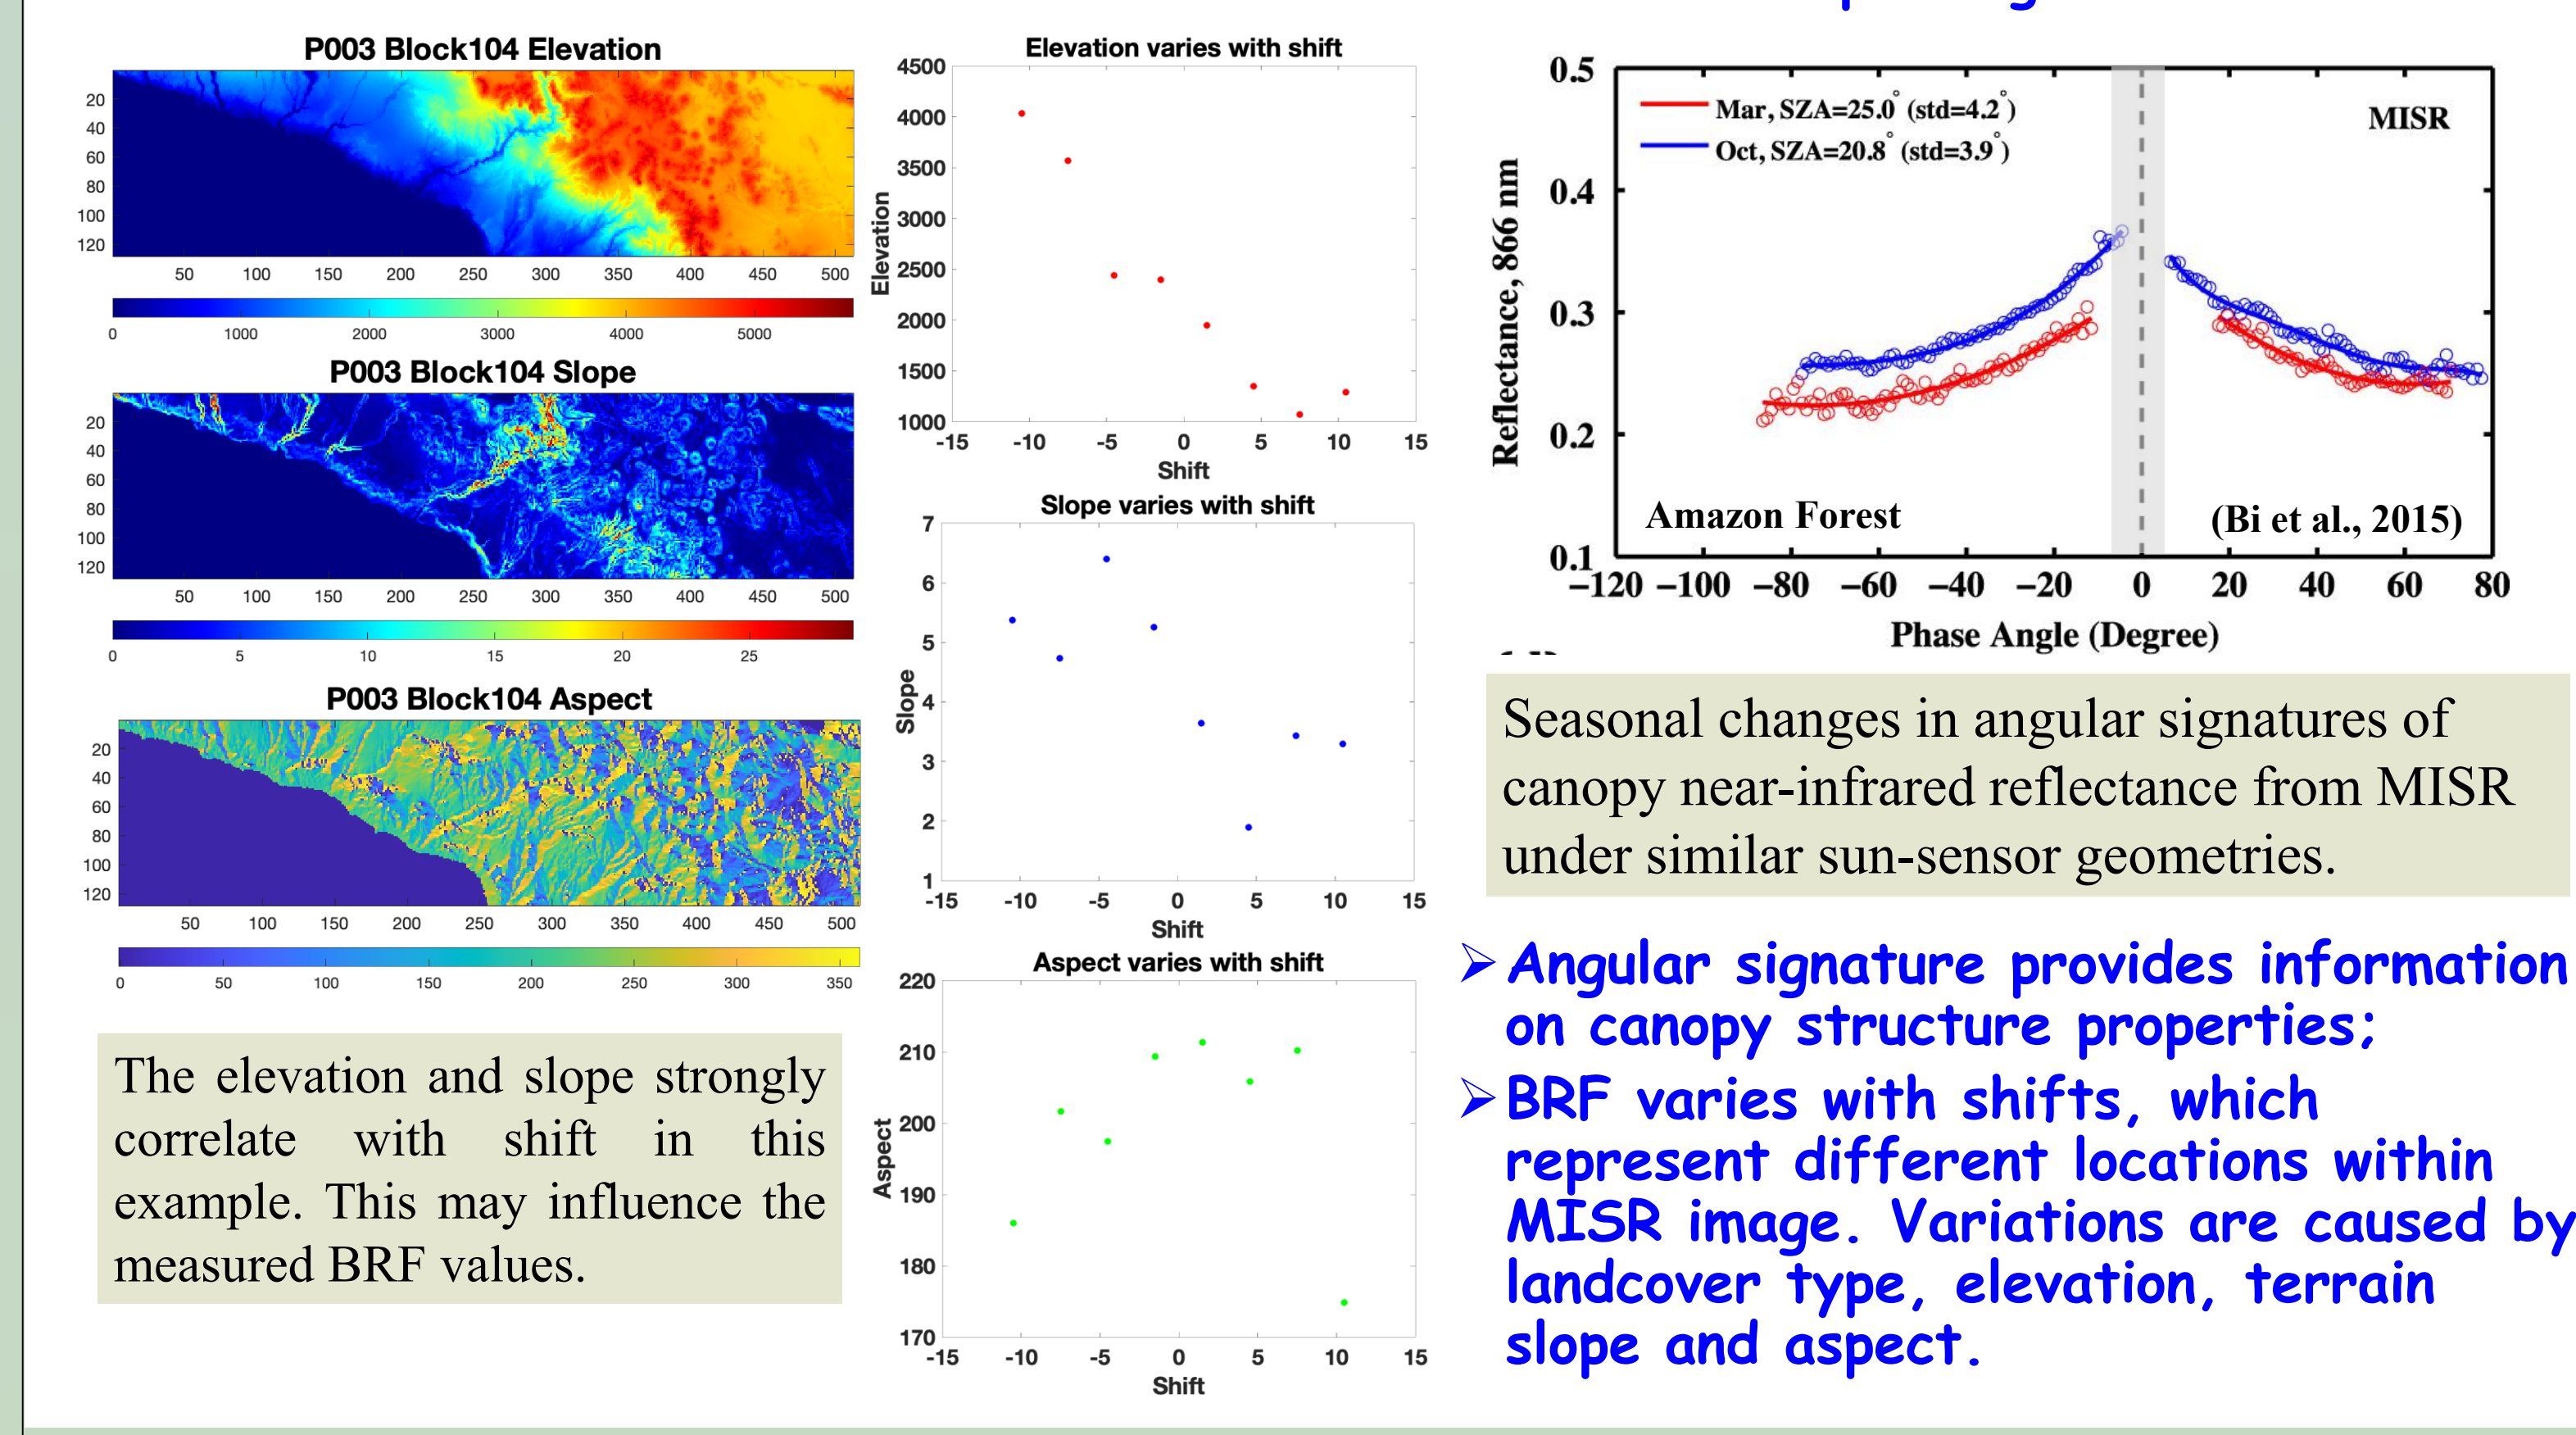 P003 Block104 Elevation
20
40
60
80
100
120
50 100 150 200 250 300 350 400 450 500
0 1000 2000 3000 4000 5000
P003 Block104 Slope
20
40
60
80
100
120
50 100 150 200 250 300 350 400 450 500
0 5 10 15 20 25
P003 Block104 Aspect
20
40
60
80
100
120
50 100 150 200 250 300 350 400 450 500
0 50 100 150 200 250 300 350
The elevation and slope strongly
correlate with shift in this
example. This may influence the
measured BRF values.
Elevation varies with shift
4500
4000
3500
3000
2500
2000
1500
1000
Elevation
-15 -10 -5 0 5 10 15
Shift
Slope varies with shift
7
6
5
4
3
2
1
Slope
-15 -10 -5 0 5 10 15
Shift
Aspect varies with shift
220
210
200
190
180
170
Aspect
-15 -10 -5 0 5 10 15
Shift
0.5
0.4
0.3
0.2
0.1
Reflectance, 866 nm
Mar, SZA=25.0° (std=4.2°)
Oct, SZA=20.8° (std=3.9°)
MISR
Amazon Forest
(Bi et al., 2015)
−120 −100 −80 −60 −40 −20 0 20 40 60 80
Phase Angle (Degree)
Seasonal changes in angular signatures of
canopy near-infrared reflectance from MISR
under similar sun-sensor geometries.
➢Angular signature provides information
on canopy structure properties;
➢BRF varies with shifts, which
represent different locations within
MISR image. Variations are caused by
landcover type, elevation, terrain
slope and aspect.